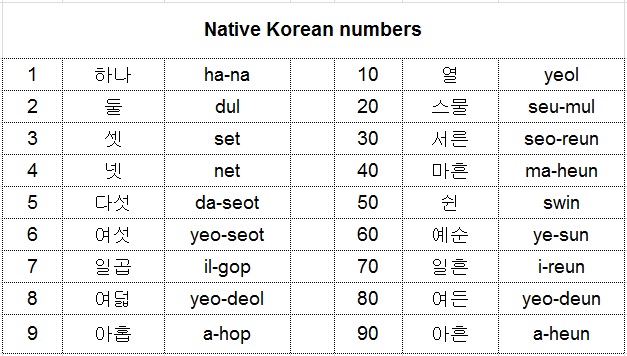 Native Korean numbers
1 하나 ha-na 10 열 yeol
2 둘 dul 20 스물 seu-mul
3 셋 set 30 서른 seo-reun
4 넷 net 40 마흔 ma-heun
5 다섯 da-seot 50 쉰 swin
6 여섯 yeo-seot 60 예순 ye-sun
7 일곱 il-gop 70 일흔 i-reun
8 여덟 yeo-deol 80 여든 yeo-deun
9 아홉 a-hop 90 아흔 a-heun